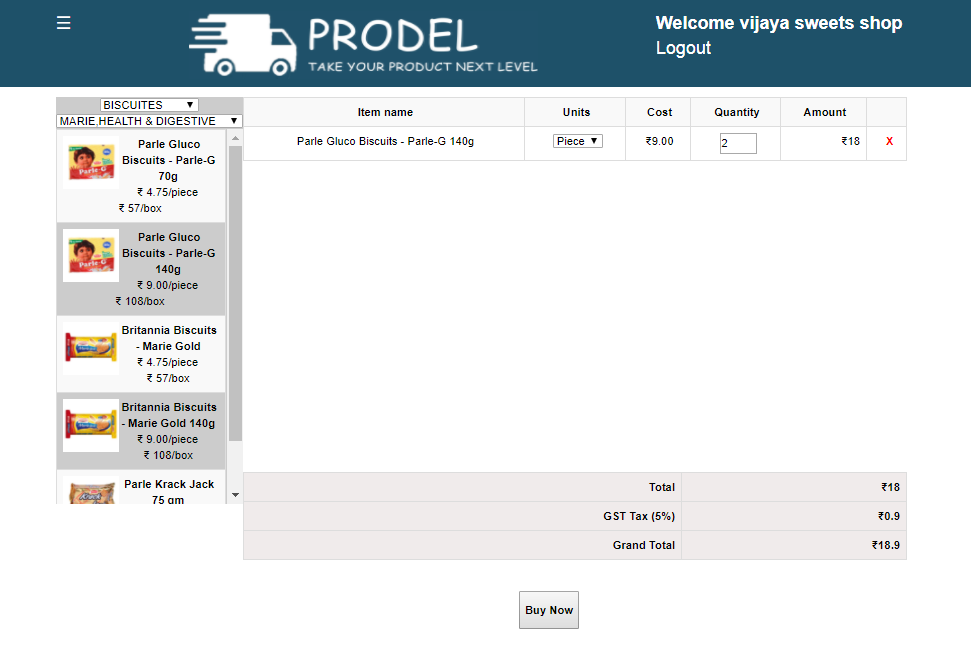 ☰
PRODEL
TAKE YOUR PRODUCT NEXT LEVEL
Welcome vijaya sweets shop
Logout
BISCUITES ▼
MARIE,HEALTH & DIGESTIVE ▼
Parle Gluco
Biscuits - Parle-G
70g
₹ 4.75/piece
₹ 57/box
Parle Gluco
Biscuits - Parle-G
140g
₹ 9.00/piece
₹ 108/box
Britannia Biscuits
- Marie Gold
₹ 4.75/piece
₹ 57/box
Britannia Biscuits
- Marie Gold 140g
₹ 9.00/piece
₹ 108/box
Parle Krack Jack
75 gm
Item name Units Cost Quantity Amount
Parle Gluco Biscuits - Parle-G 140g Piece ▼ ₹9.00 2 ₹18 X
Total ₹18
GST Tax (5%) ₹0.9
Grand Total ₹18.9
Buy Now